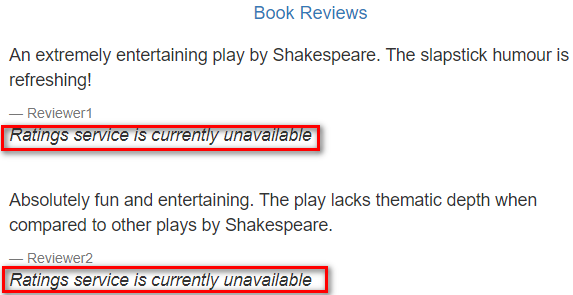 Book Reviews
An extremely entertaining play by Shakespeare. The slapstick humour is
refreshing!
— Reviewer1
Ratings service is currently unavailable
Absolutely fun and entertaining. The play lacks thematic depth when
compared to other plays by Shakespeare.
— Reviewer2
Ratings service is currently unavailable